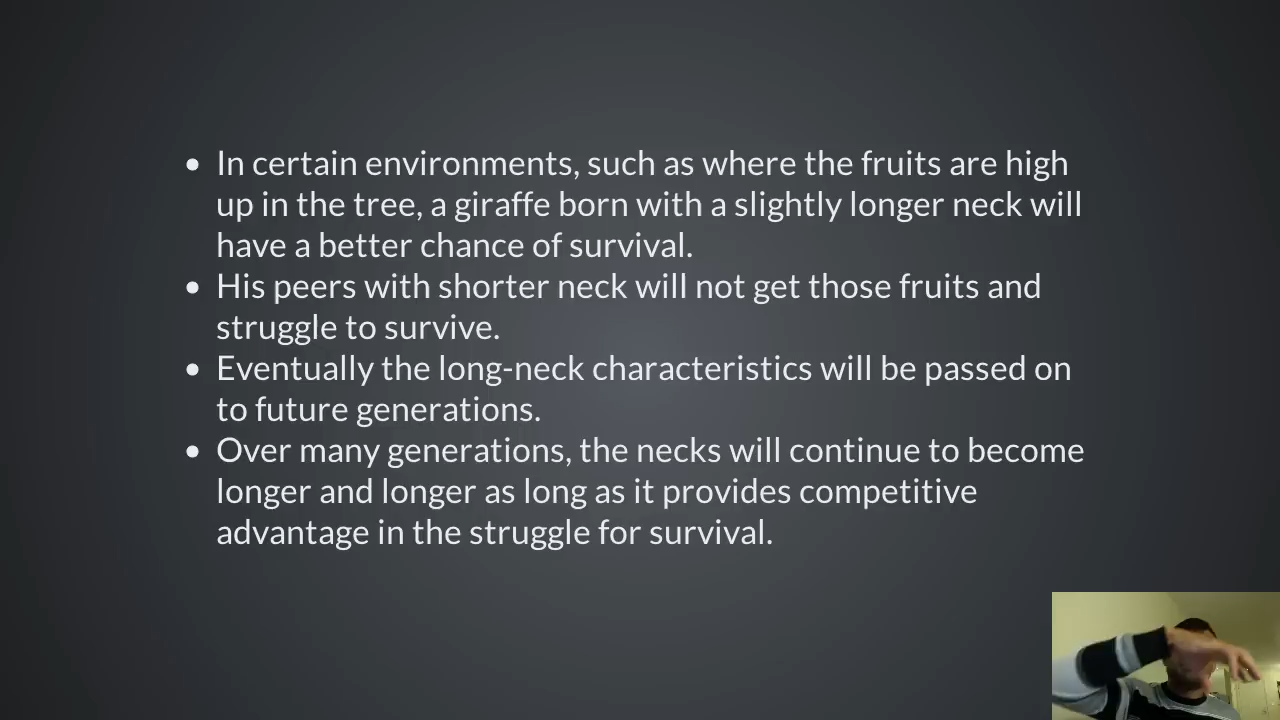 • In certain environments, such as where the fruits are high
up in the tree, a giraffe born with a slightly longer neck will
have a better chance of survival.
• His peers with shorter neck will not get those fruits and
struggle to survive.
• Eventually the long-neck characteristics will be passed on
to future generations.
• Over many generations, the necks will continue to become
longer and longer as long as it provides competitive
advantage in the struggle for survival.